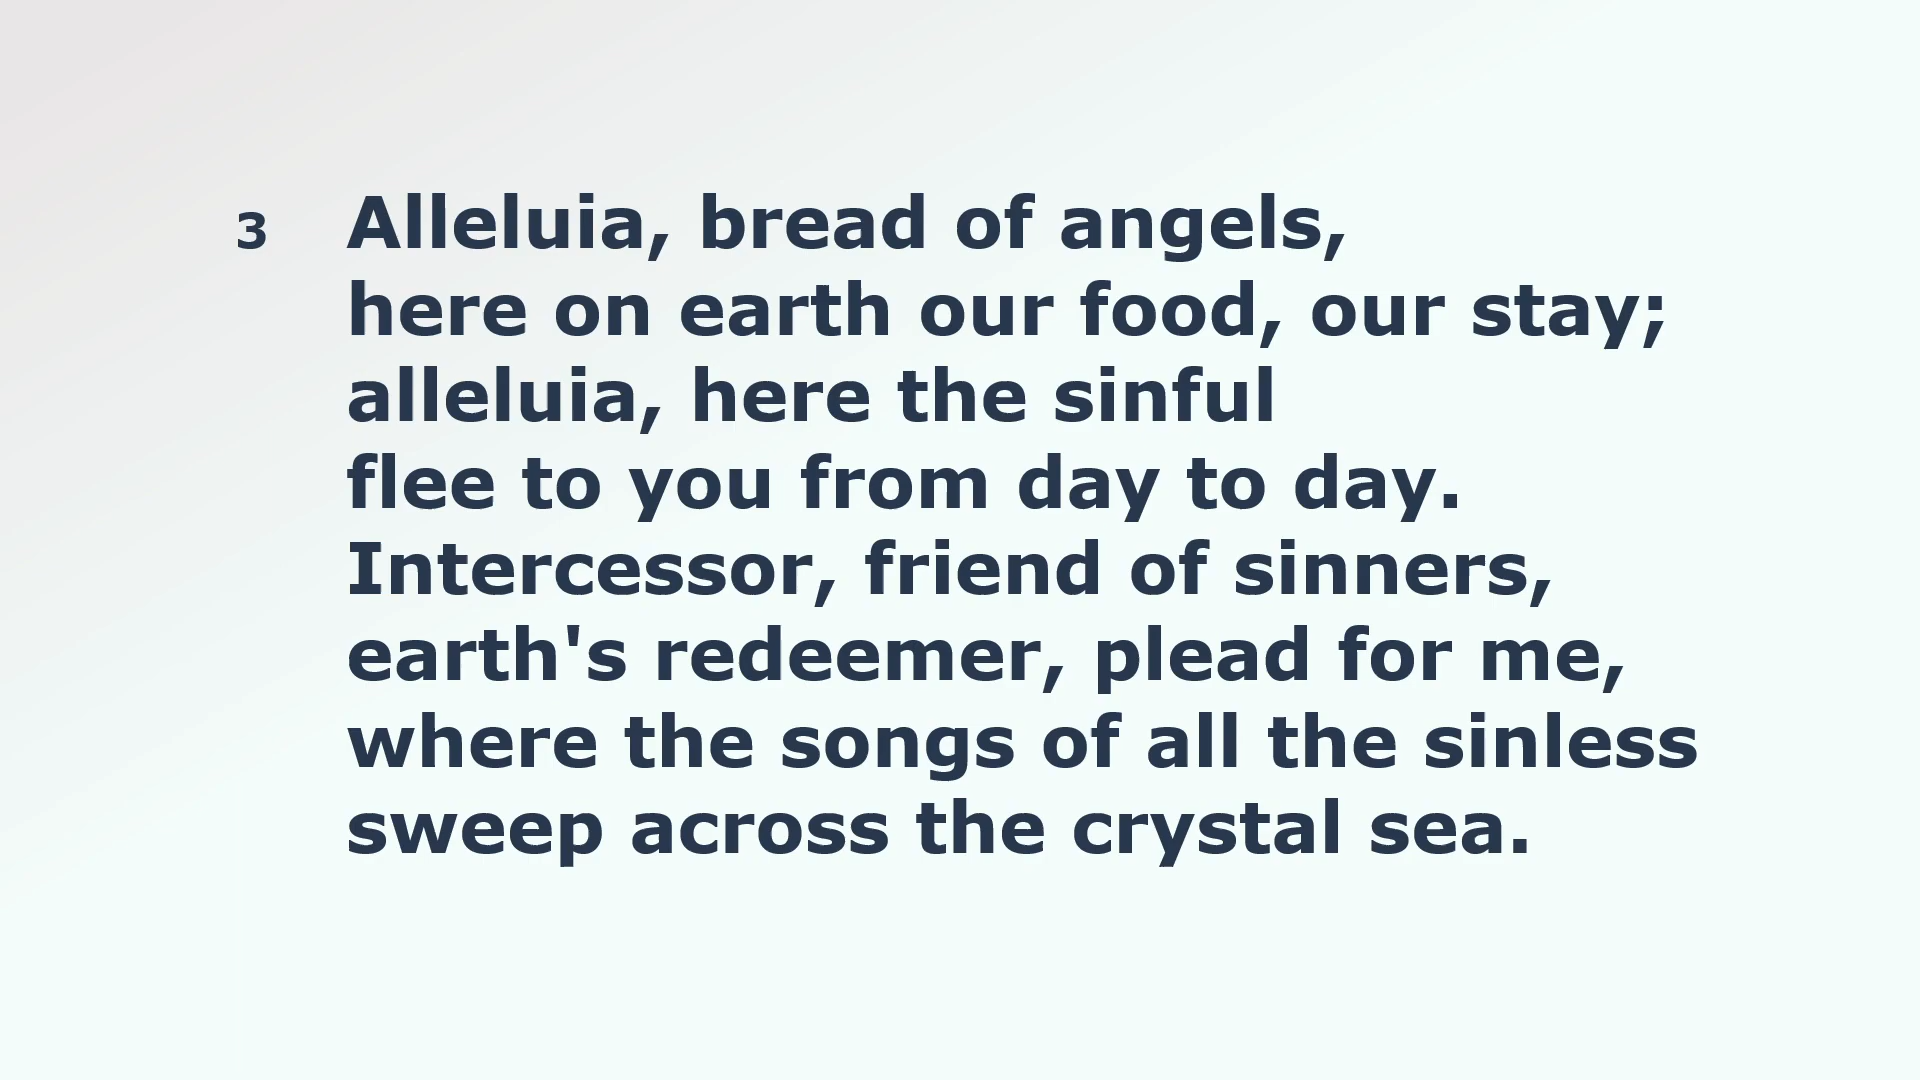 3 Alleluia, bread of angels,
here on earth our food, our stay;
alleluia, here the sinful
flee to you from day to day.
Intercessor, friend of sinners,
earth's redeemer, plead for me,
where the songs of all the sinless
sweep across the crystal sea.